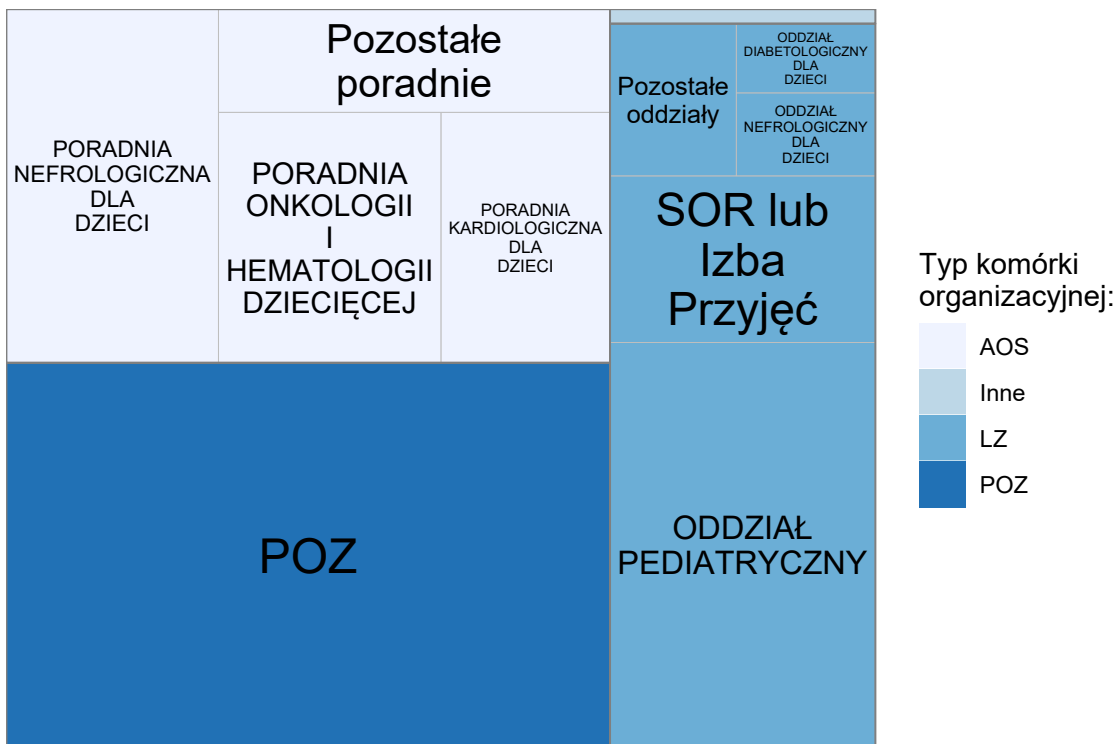 PORADNIA
NEFROLOGICZNA
DLA
DZIECI
Pozostałe
poradnie
PORADNIA
ONKOLOGII
I
HEMATOLOGII
DZIECIĘCEJ
PORADNIA
KARDIOLOGICZNA
DLA
DZIECI
POZ
Pozostałe
oddziały
ODDZIAŁ
DIABETOLOGICZNY
DLA
DZIECI
ODDZIAŁ
NEFROLOGICZNY
DLA
DZIECI
SOR lub
Izba
Przyjęć
ODDZIAŁ
PEDIATRYCZNY
Typ komórki
organizacyjnej:
AOS
Inne
LZ
POZ